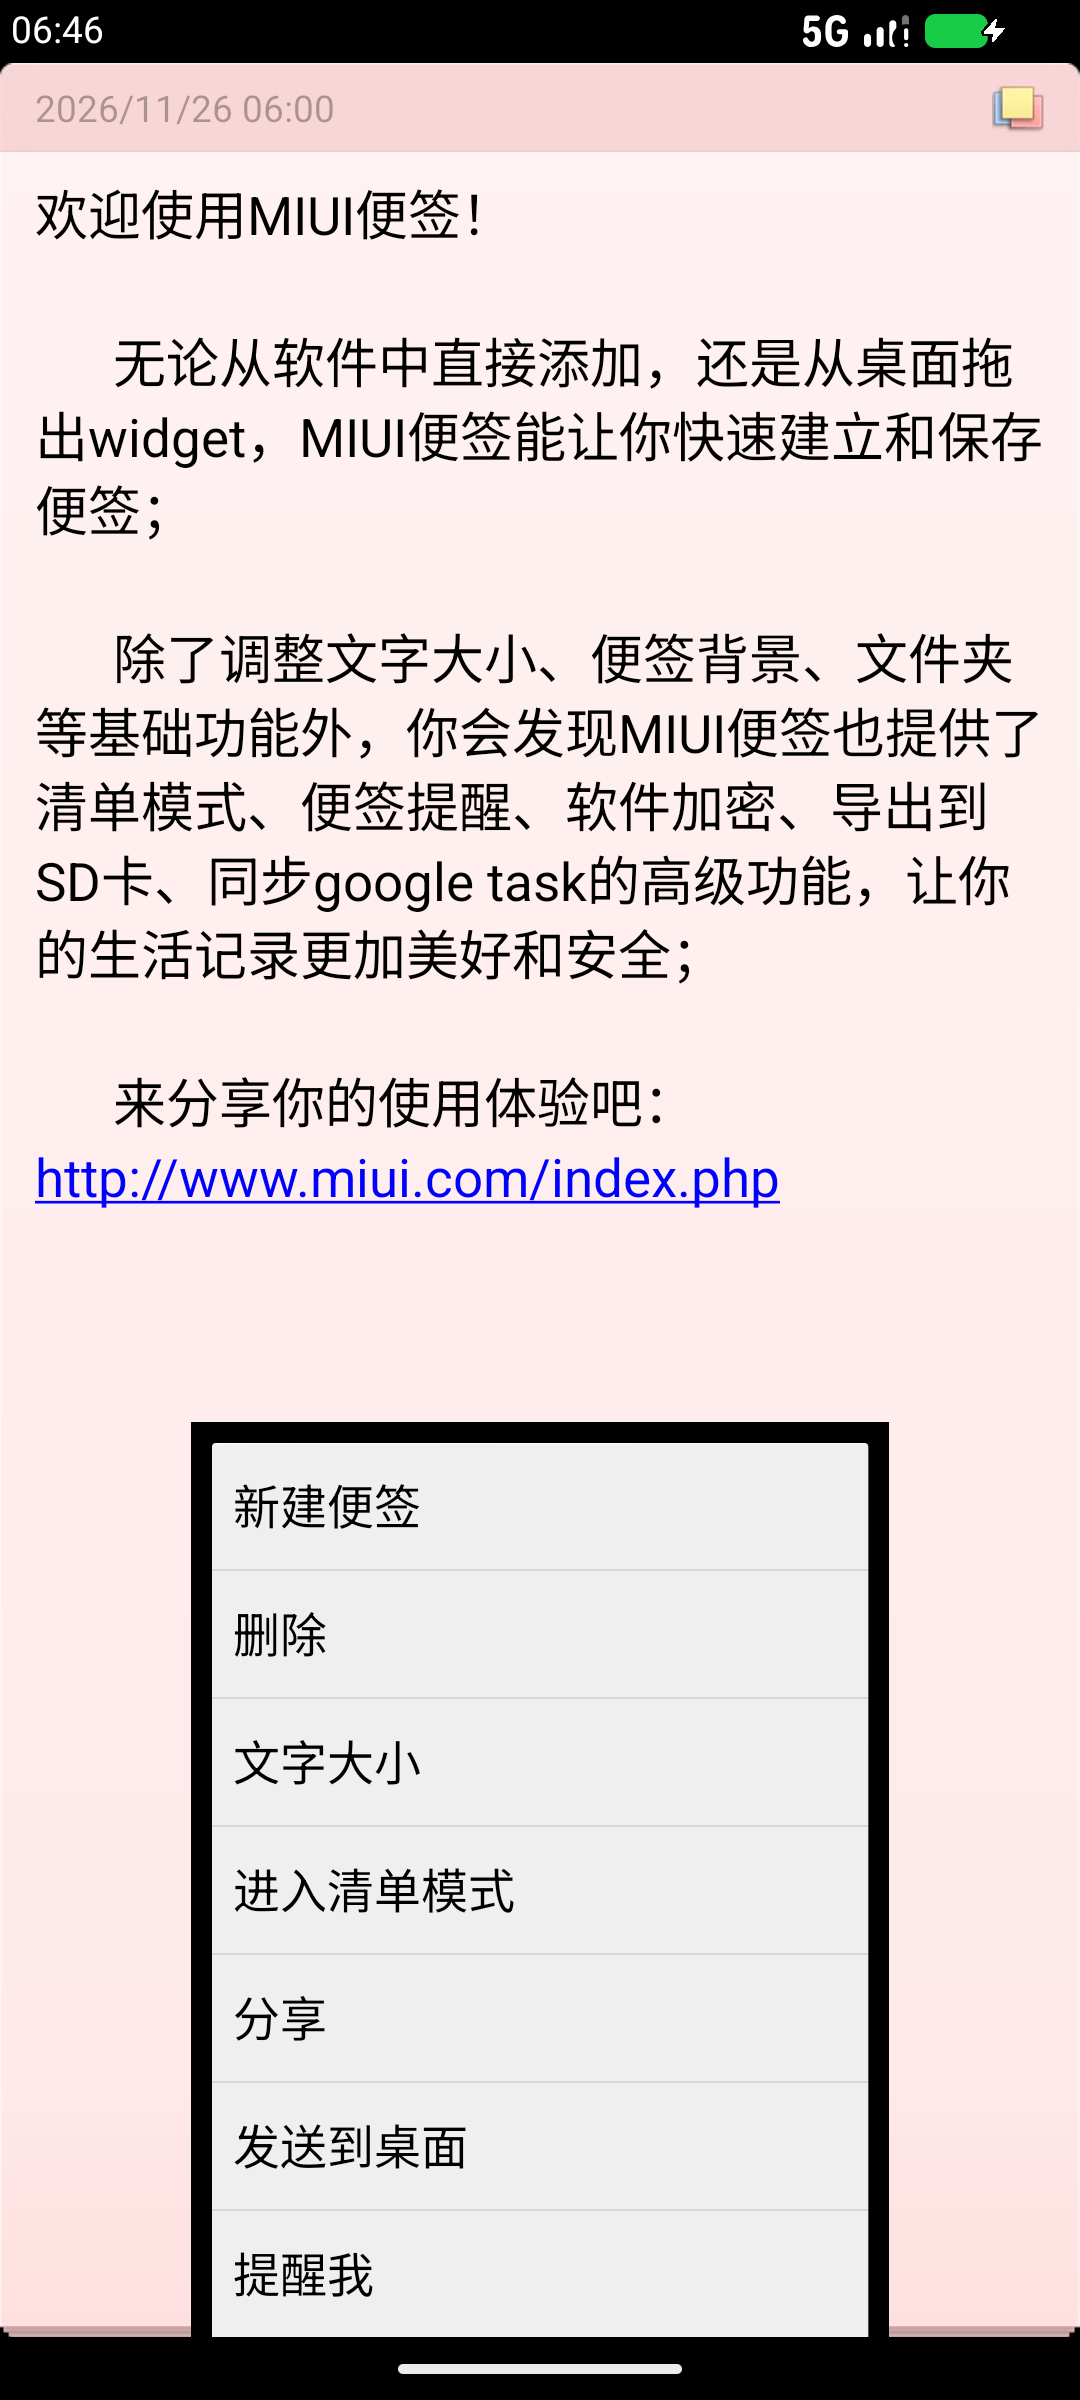 06:46
5G
2026/11/26 06:00
欢迎使用MIUI便签！
无论从软件中直接添加，还是从桌面拖
出widget，MIUI便签能让你快速建立和保存
便签；
除了调整文字大小、便签背景、文件夹
等基础功能外，你会发现MIUI便签也提供了
清单模式、便签提醒、软件加密、导出到
SD卡、同步google task的高级功能，让你
的生活记录更加美好和安全；
来分享你的使用体验吧：
http://www.miui.com/index.php
新建便签
删除
文字大小
进入清单模式
分享
发送到桌面
提醒我